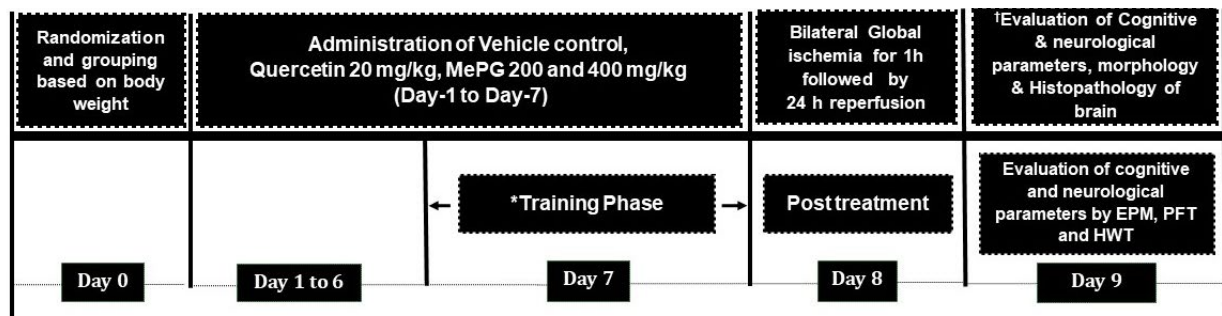 Randomization
and grouping
based on body
weight
Administration of Vehicle control,
Quercetin 20 mg/kg, MePG 200 and 400 mg/kg
(Day-1 to Day-7)
Bilateral Global
ischemia for 1h
followed by
24 h reperfusion
†Evaluation of Cognitive
& neurological
parameters, morphology
& Histopathology of
brain
*Training Phase
Post treatment
Evaluation of cognitive
and neurological
parameters by EPM, PFT
and HWT
Day 0
Day 1 to 6
Day 7
Day 8
Day 9